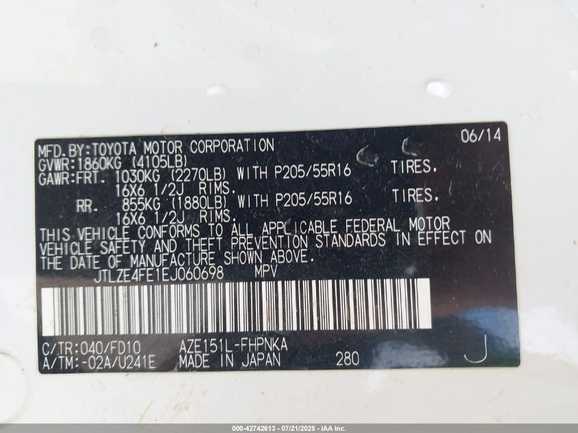 MFD.BY:TOYOTA MOTOR CORPORATION 06/14
GVWR:1860KG (4105LB)
GAWR:FRT. 1030KG (2270LB) WITH P205/55R16 TIRES.
16X6 1/2J RIMS.
RR. 855KG (1880LB) WITH P205/55R16 TIRES.
16X6 1/2J RIMS.
THIS VEHICLE CONFORMS TO ALL APPLICABLE FEDERAL MOTOR
VEHICLE SAFETY AND THEFT PREVENTION STANDARDS IN EFFECT ON
THE DATE OF MANUFACTURE SHOWN ABOVE.
JTLZE4FE1EJ060698 MPV
C/TR:040/FD10 AZE151L-FHPNKA
A/TM:-02A/U241E MADE IN JAPAN 280 J
000-42742613 - 07/21/2025 - IAA Inc.